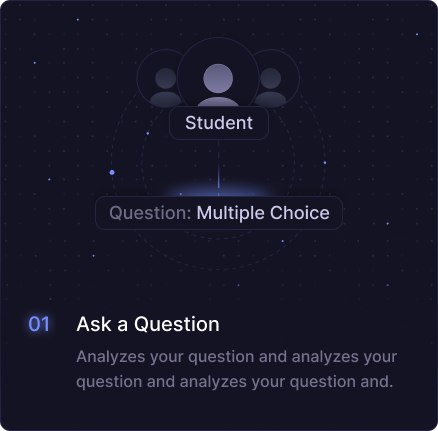 Student
Question: Multiple Choice
01 Ask a Question
Analyzes your question and analyzes your
question and analyzes your question and.